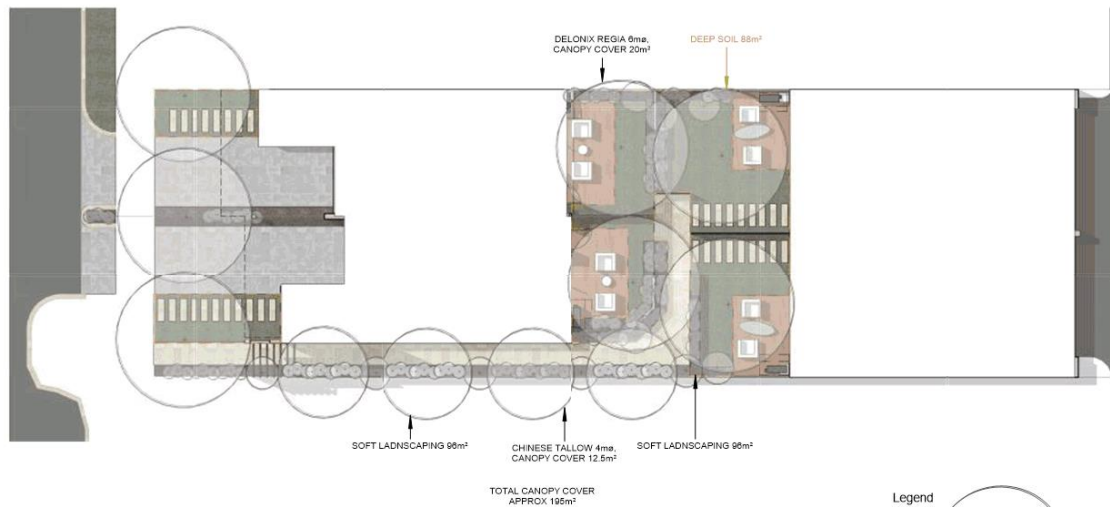 DELONIX REGIA 6mø,
CANOPY COVER 20m²
DEEP SOIL 88m²
SOFT LADNSCAPING 96m²
CHINESE TALLOW 4mø,
CANOPY COVER 12.5m²
SOFT LADNSCAPING 96m²
TOTAL CANOPY COVER
APPROX 195m²
Legend